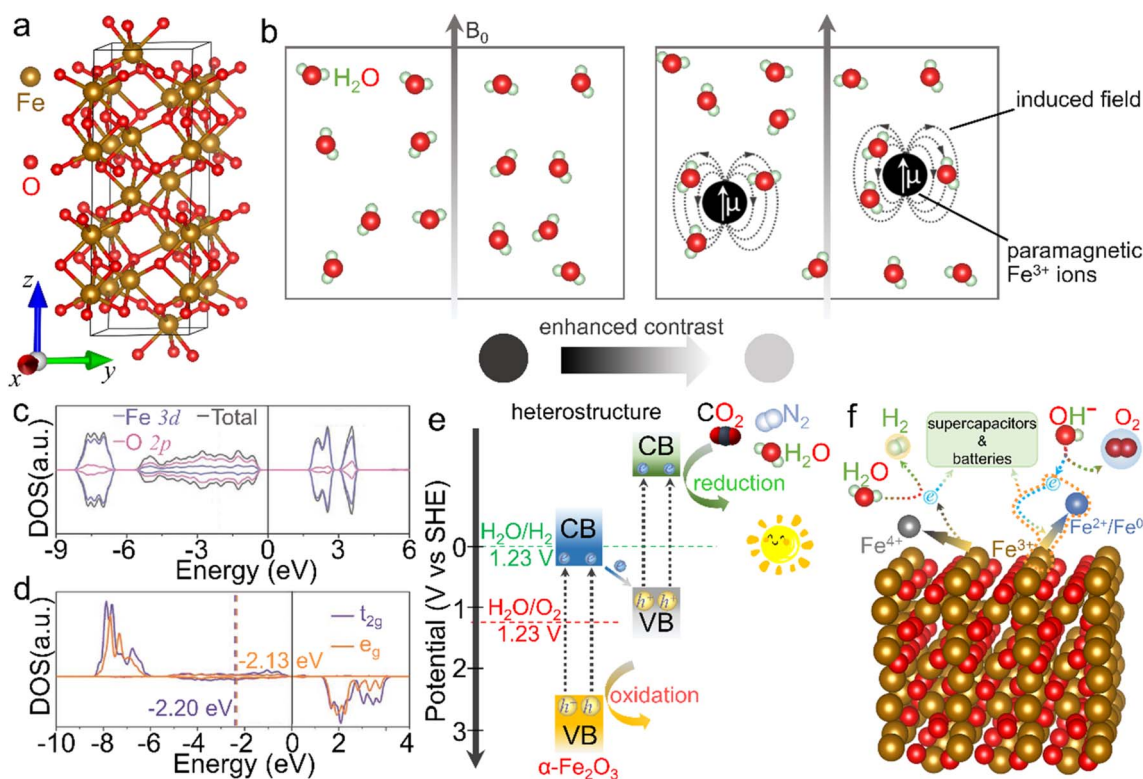 a
Fe
O
z
x
y
b
B₀
H₂O
μ
μ
induced field
paramagnetic
Fe³⁺ ions
enhanced contrast
c
Fe 3d
Total
O 2p
DOS(a.u.)
-9 -6 -3 0 3 6
Energy (eV)
d
t₂g
e_g
-2.13 eV
-2.20 eV
DOS(a.u.)
-10 -8 -6 -4 -2 0 2 4
Energy (eV)
e
heterostructure
CO₂
N₂
H₂O
CB
e e
reduction
H₂O/H₂
1.23 V
CB
e e
e
h⁺ h⁺
VB
H₂O/O₂
1.23 V
0
1
2
3
Potential (V vs SHE)
h⁺ h⁺
VB
oxidation
α-Fe₂O₃
f
H₂
supercapacitors
&
batteries
OH⁻
O₂
H₂O
e
e
Fe⁴⁺
Fe³⁺
Fe²⁺/Fe⁰